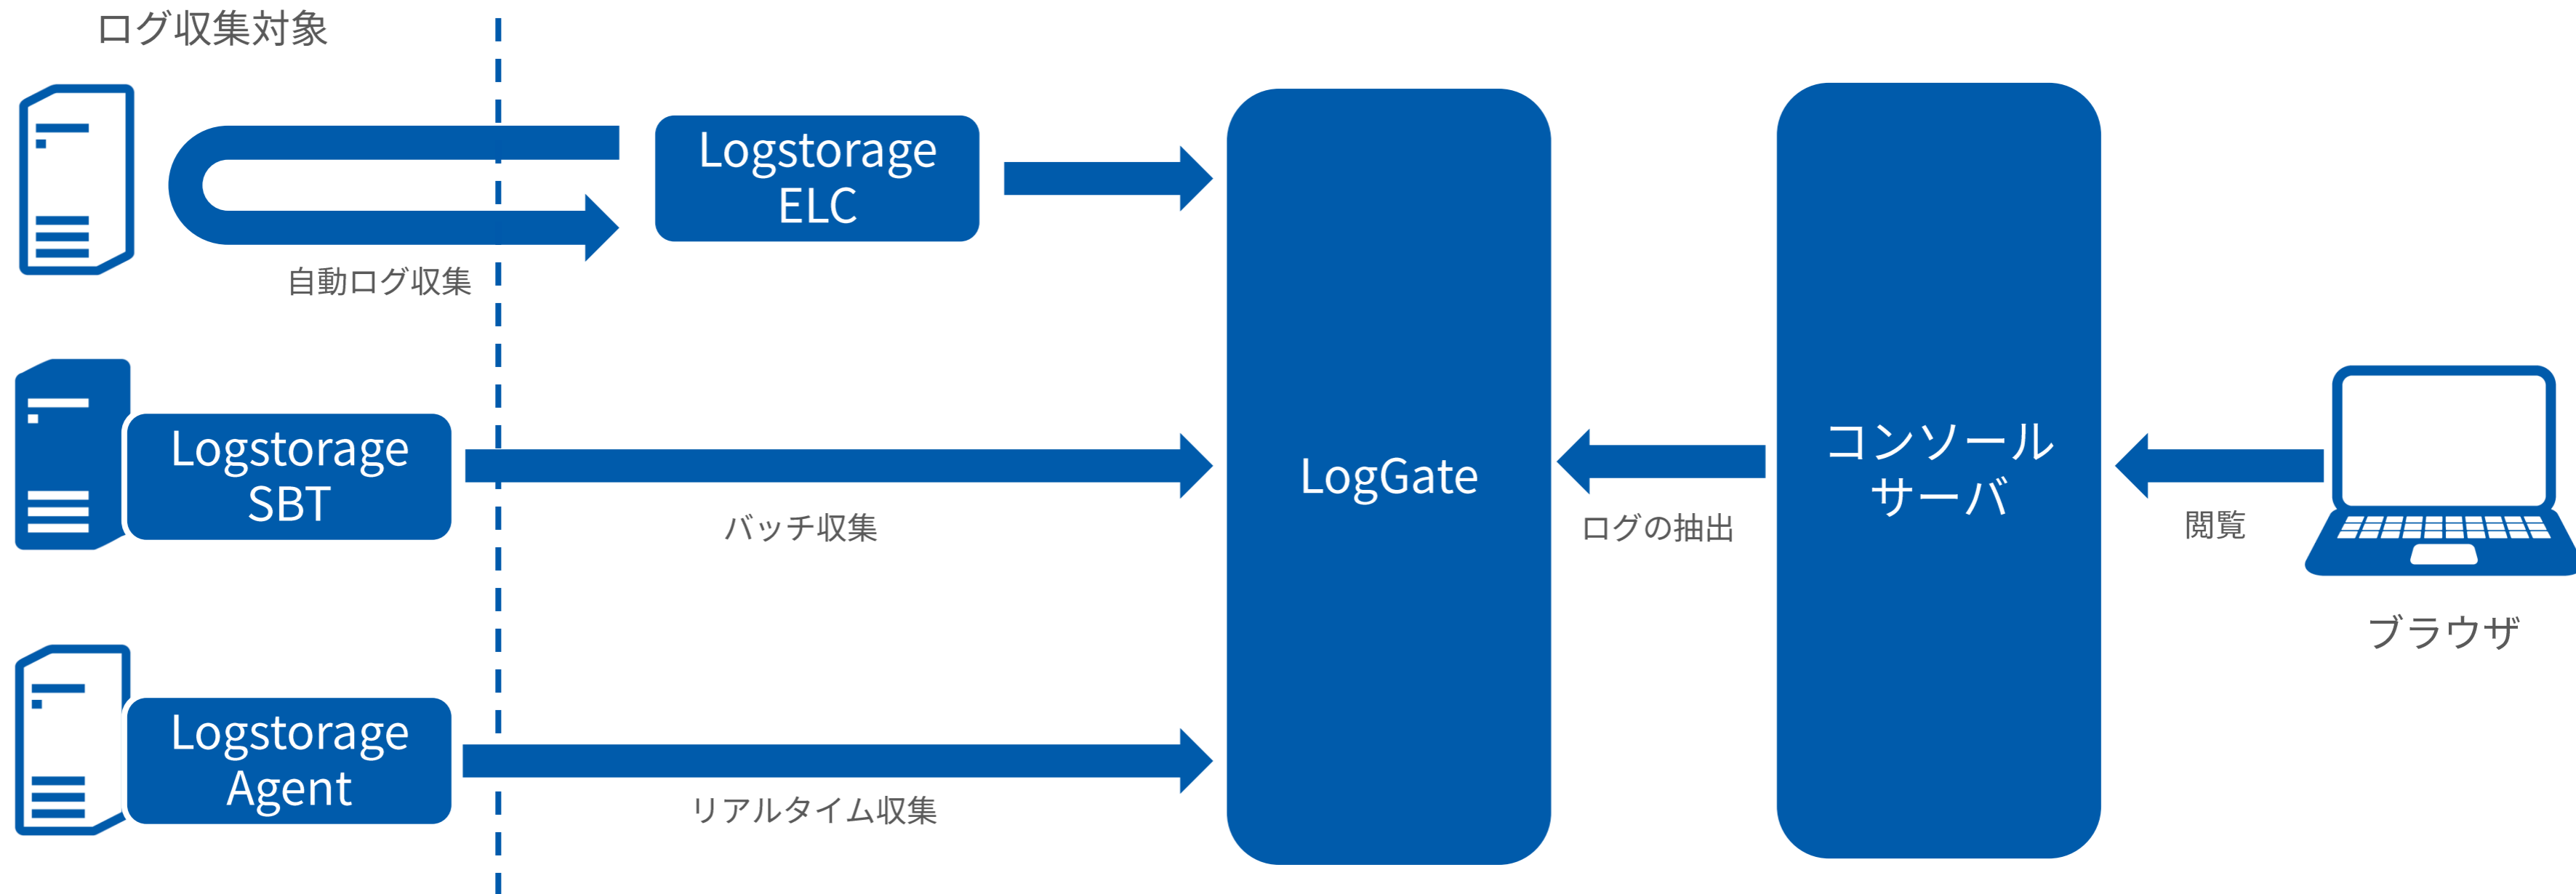 ログ収集対象
Logstorage
ELC
自動ログ収集
Logstorage
SBT
バッチ収集
Logstorage
Agent
リアルタイム収集
LogGate
ログの抽出
コンソール
サーバ
閲覧
ブラウザ